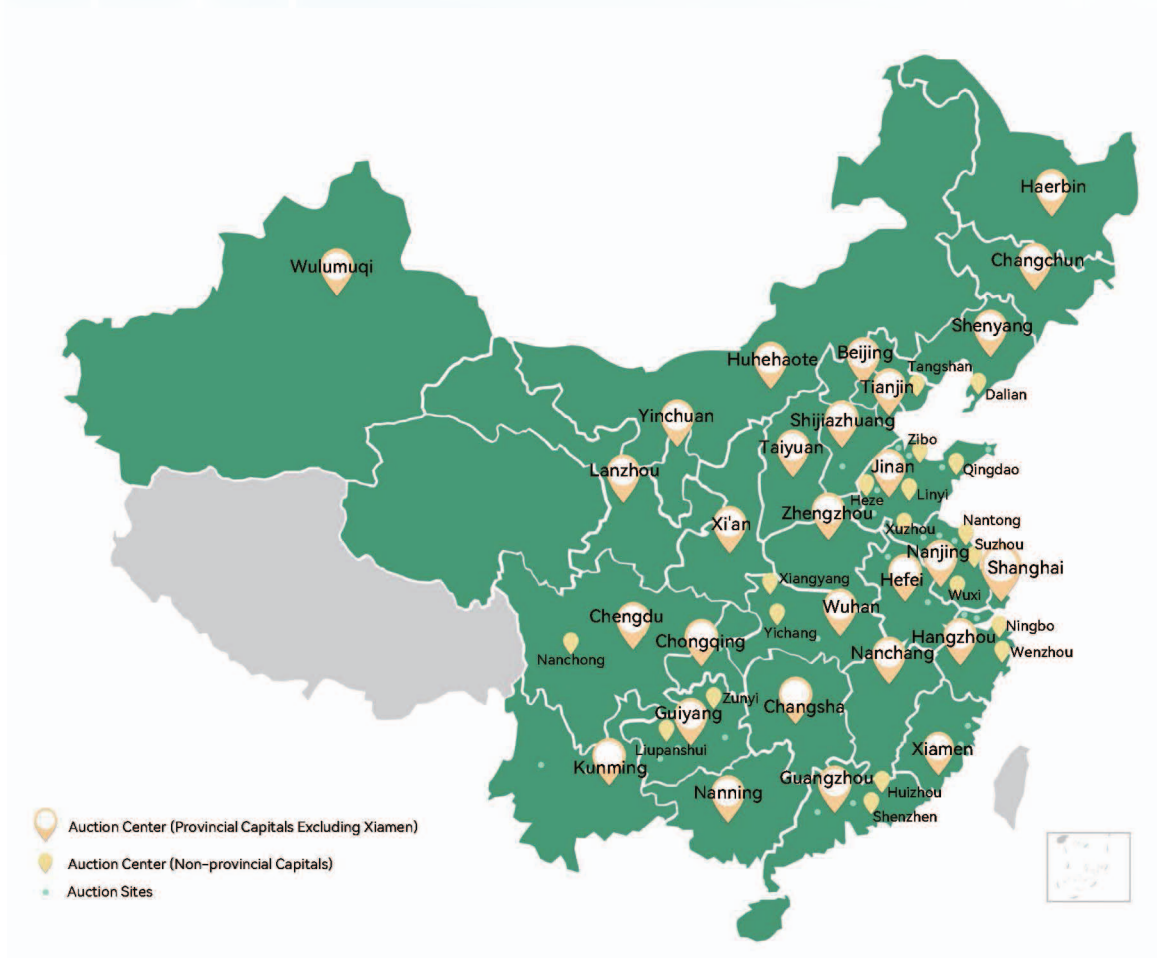 Haerbin
Changchun
Wulumuqi
Shenyang
Huhehaote
Beijing
Tangshan
Tianjin
Dalian
Yinchuan
Shijiazhuang
Taiyuan
Zibo
Lanzhou
Jinan
Qingdao
Heze
Linyi
Zhengzhou
Xi'an
Xuzhou
Nantong
Suzhou
Nanjing
Shanghai
Hefei
Xiangyang
Wuxi
Wuhan
Chengdu
Yichang
Ningbo
Chongqing
Hangzhou
Nanchang
Wenzhou
Nanchong
Zunyi
Changsha
Guiyang
Liupanshui
Xiamen
Kunming
Guangzhou
Nanning
Huizhou
Shenzhen
Auction Center (Provincial Capitals Excluding Xiamen)
Auction Center (Non-provincial Capitals)
Auction Sites